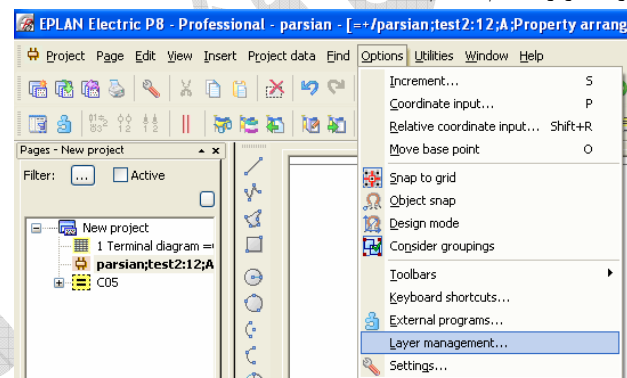 EPLAN Electric P8 - Professional - parsian - [=+/parsian;test2:12;A;Property arrang
Project Page Edit View Insert Project data Find Options Utilities Window Help
Increment... S
Coordinate input... P
Relative coordinate input... Shift+R
Move base point O
Snap to grid
Object snap
Design mode
Consider groupings
Toolbars
Keyboard shortcuts...
External programs...
Layer management...
Settings...
Pages - New project
Filter: ... Active
New project
1 Terminal diagram =
parsian;test2:12;A
C05